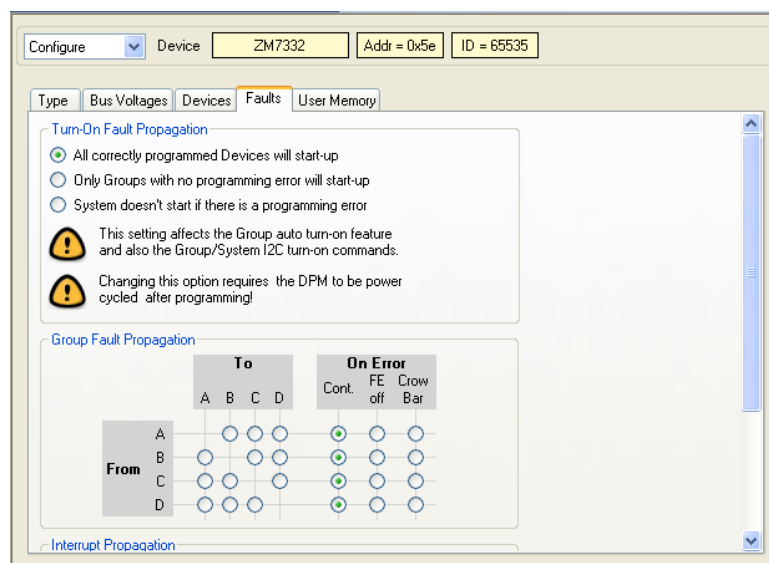 Configure Device ZM7332 Addr = 0x5e ID = 65535
Type Bus Voltages Devices Faults User Memory
Turn-On Fault Propagation
All correctly programmed Devices will start-up
Only Groups with no programming error will start-up
System doesn't start if there is a programming error
This setting affects the Group auto turn-on feature
and also the Group/System I2C turn-on commands.
Changing this option requires the DPM to be power
cycled after programming!
Group Fault Propagation
To On Error
A B C D Cont. FE off Crow Bar
From
A
B
C
D
Interrupt Propagation